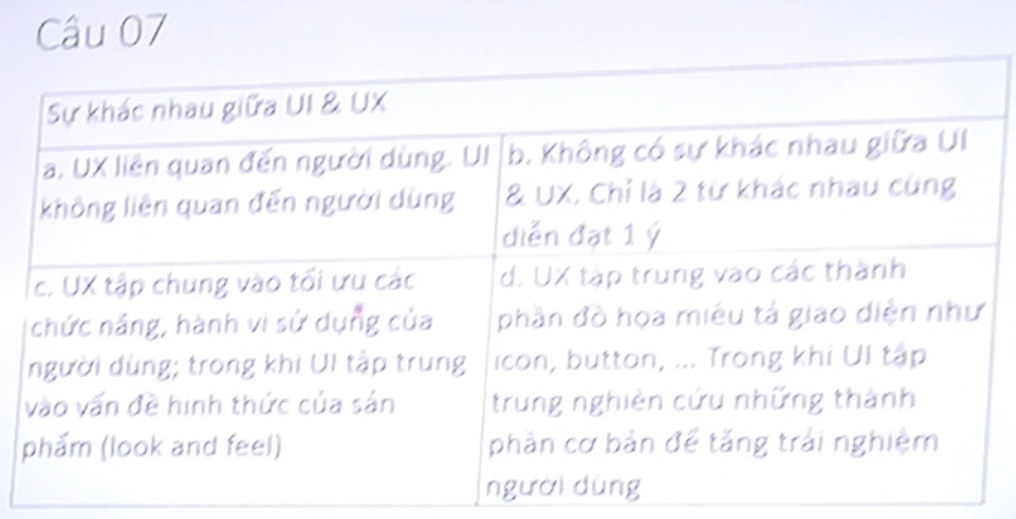 Câu 07
Sự khác nhau giữa UI & UX
a. UX liên quan đến người dùng. UI
không liên quan đến người dùng
b. Không có sự khác nhau giữa UI
& UX. Chỉ là 2 từ khác nhau cùng
diễn đạt 1 ý
c. UX tập chung vào tối ưu các
chức năng, hành vi sử dụng của
người dùng; trong khi UI tập trung
vào vấn đề hình thức của sản
phẩm (look and feel)
d. UX tập trung vào các thành
phần đồ họa miêu tả giao diện như
icon, button, ... Trong khi UI tập
trung nghiên cứu những thành
phần cơ bản để tăng trải nghiệm
người dùng